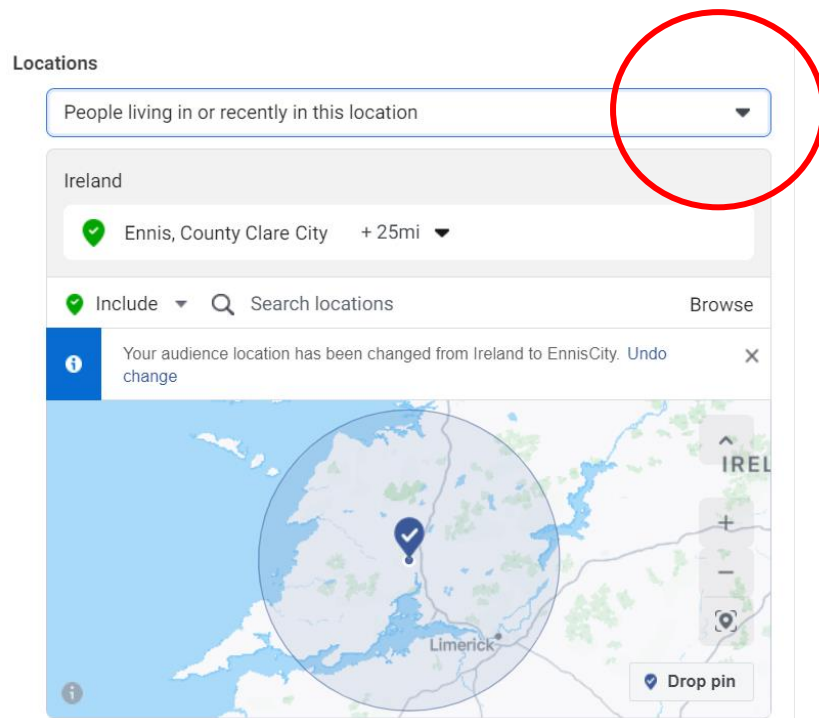 Locations
People living in or recently in this location
Ireland
Ennis, County Clare City + 25mi
Include Search locations Browse
Your audience location has been changed from Ireland to EnnisCity. Undo
change
IREL
Limerick
Drop pin